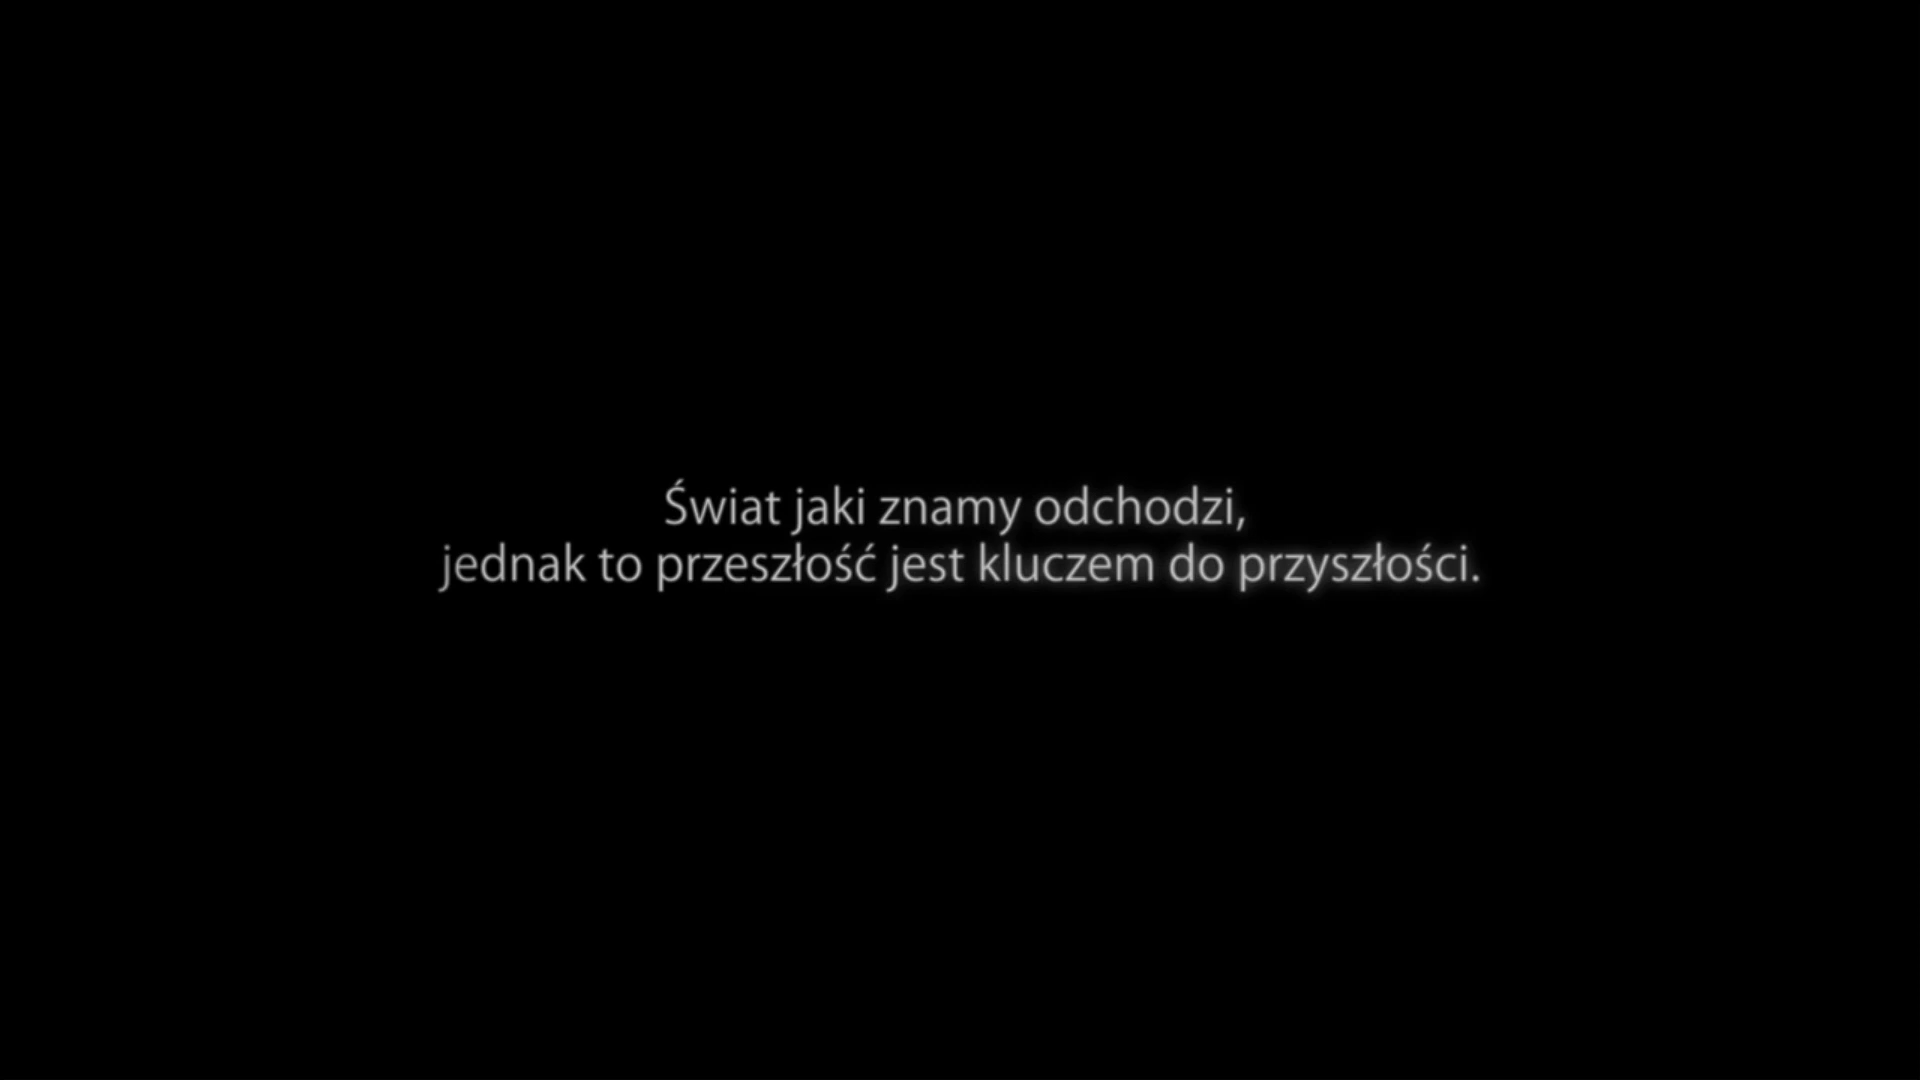 Świat jaki znamy odchodzi,
jednak to przeszłość jest kluczem do przyszłości.